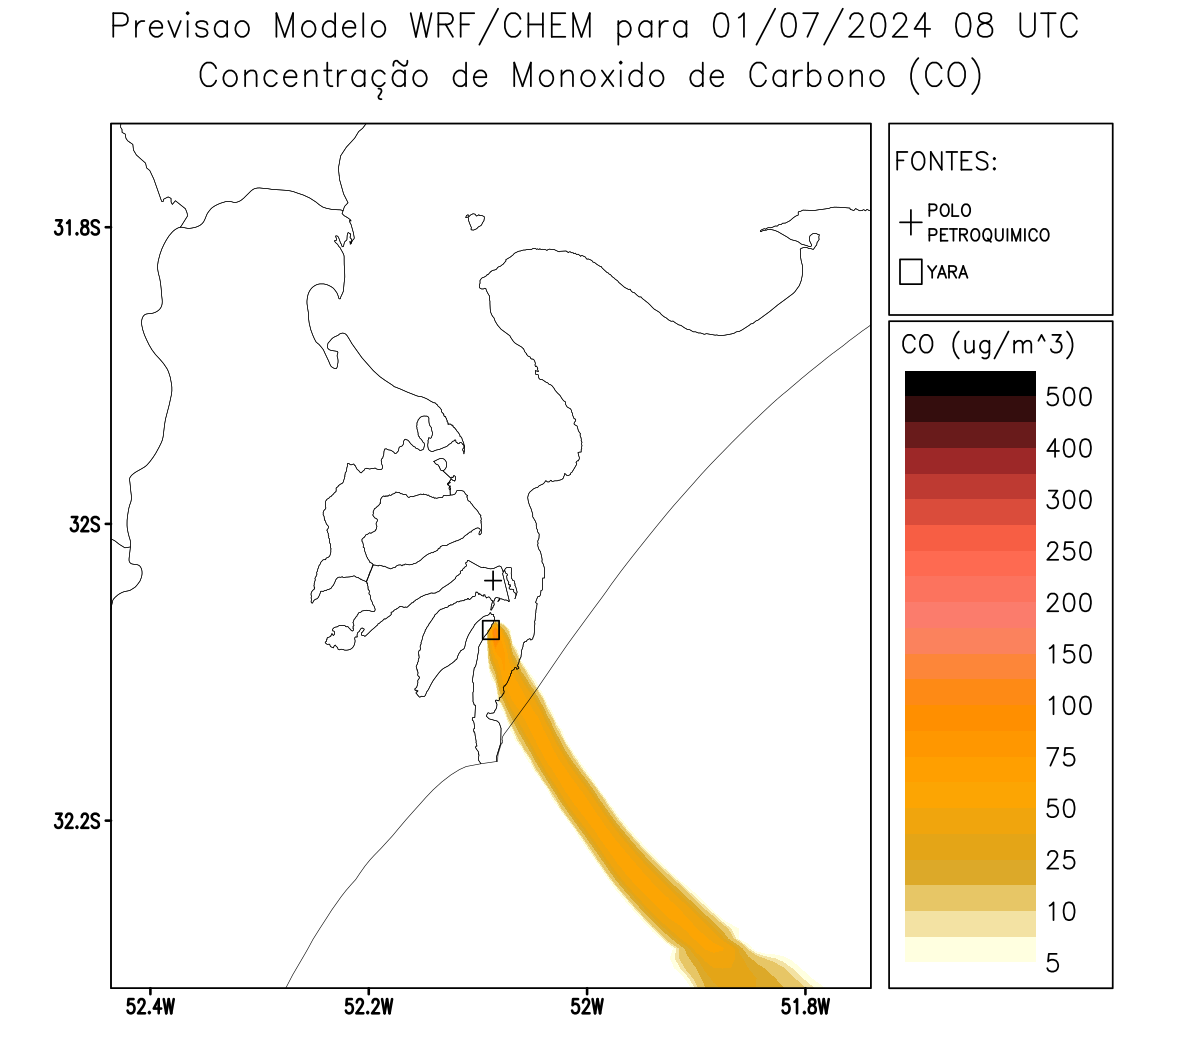 Previsao Modelo WRF/CHEM para 01/07/2024 08 UTC
Concentração de Monoxido de Carbono (CO)
FONTES:
POLO
PETROQUIMICO
YARA
CO (ug/m^3)
500
400
300
250
200
150
100
75
50
25
10
5
31.8S
32S
32.2S
52.4W
52.2W
52W
51.8W